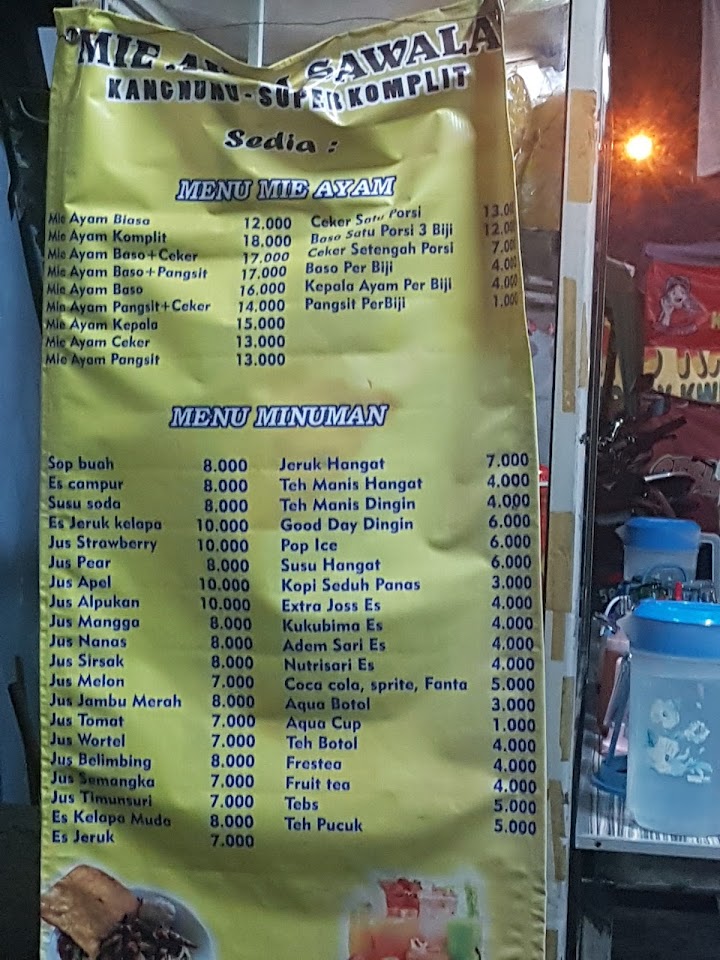 MIE SAWALA
KANGNUNU - SUPER KOMPLIT
Sedia :
MENU MIE AYAM
Mie Ayam Biasa 12.000
Mie Ayam Komplit 18.000
Mie Ayam Baso+Ceker 17.000
Mie Ayam Baso+Pangsit 17.000
Mie Ayam Baso 16.000
Mie Ayam Pangsit+Ceker 14.000
Mie Ayam Kepala 15.000
Mie Ayam Ceker 13.000
Mie Ayam Pangsit 13.000
Ceker Satu Porsi
Baso Satu Porsi 3 Biji
Ceker Setengah Porsi
Baso Per Biji
Kepala Ayam Per Biji
Pangsit PerBiji 1.000
MENU MINUMAN
Sop buah 8.000
Es campur 8.000
Susu soda 8.000
Es Jeruk kelapa 10.000
Jus Strawberry 10.000
Jus Pear 8.000
Jus Apel 10.000
Jus Alpukan 10.000
Jus Mangga 8.000
Jus Nanas 8.000
Jus Sirsak 8.000
Jus Melon 7.000
Jus Jambu Merah 8.000
Jus Tomat 7.000
Jus Wortel 7.000
Jus Belimbing 8.000
Jus Semangka 7.000
Jus Timunsuri 7.000
Es Kelapa Muda 8.000
Es Jeruk 7.000
Jeruk Hangat 7.000
Teh Manis Hangat 4.000
Teh Manis Dingin 4.000
Good Day Dingin 6.000
Pop Ice 6.000
Susu Hangat 6.000
Kopi Seduh Panas 3.000
Extra Joss Es 4.000
Kukubima Es 4.000
Adem Sari Es 4.000
Nutrisari Es 4.000
Coca cola, sprite, Fanta 5.000
Aqua Botol 3.000
Aqua Cup 1.000
Teh Botol 4.000
Frestea 4.000
Fruit tea 4.000
Tebs 5.000
Teh Pucuk 5.000